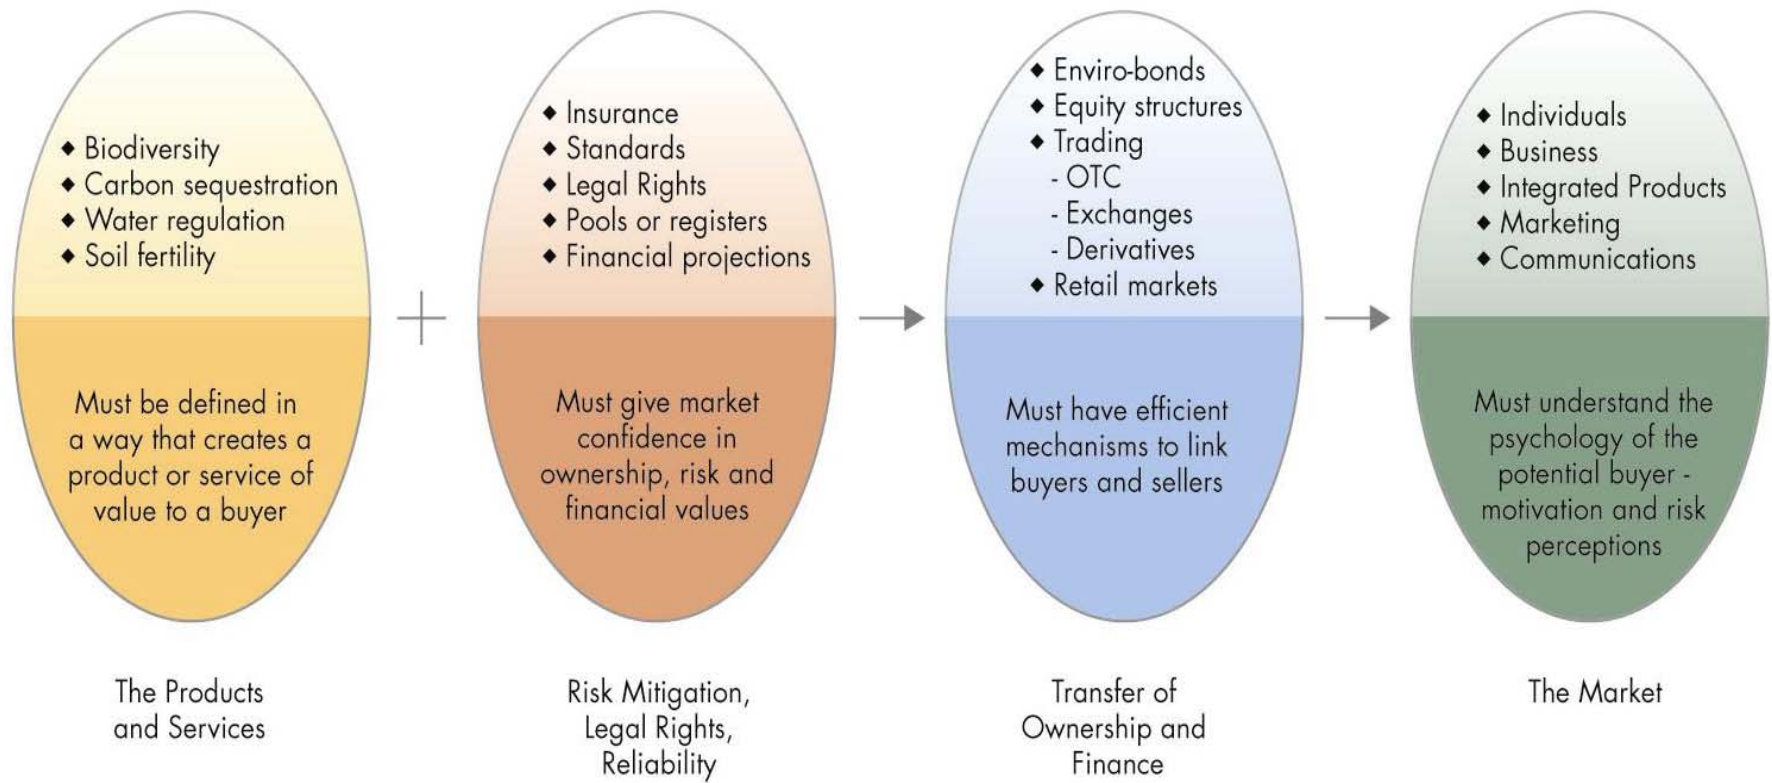 ◆ Biodiversity
◆ Carbon sequestration
◆ Water regulation
◆ Soil fertility
Must be defined in
a way that creates a
product or service of
value to a buyer
The Products
and Services
+
◆ Insurance
◆ Standards
◆ Legal Rights
◆ Pools or registers
◆ Financial projections
Must give market
confidence in
ownership, risk and
financial values
Risk Mitigation,
Legal Rights,
Reliability
◆ Enviro-bonds
◆ Equity structures
◆ Trading
- OTC
- Exchanges
- Derivatives
◆ Retail markets
Must have efficient
mechanisms to link
buyers and sellers
Transfer of
Ownership and
Finance
◆ Individuals
◆ Business
◆ Integrated Products
◆ Marketing
◆ Communications
Must understand the
psychology of the
potential buyer -
motivation and risk
perceptions
The Market